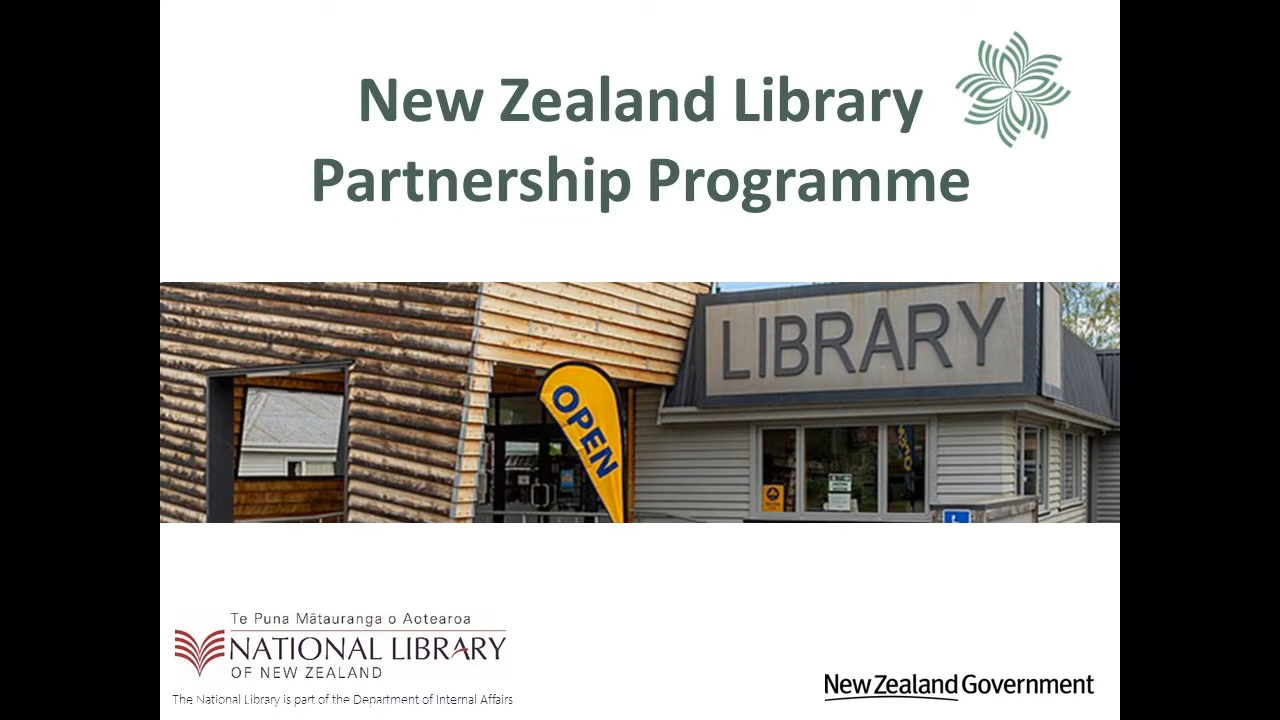 New Zealand Library
Partnership Programme
LIBRARY
OPEN
Te Puna Mātauranga o Aotearoa
NATIONAL LIBRARY
OF NEW ZEALAND
The National Library is part of the Department of Internal Affairs
New Zealand Government